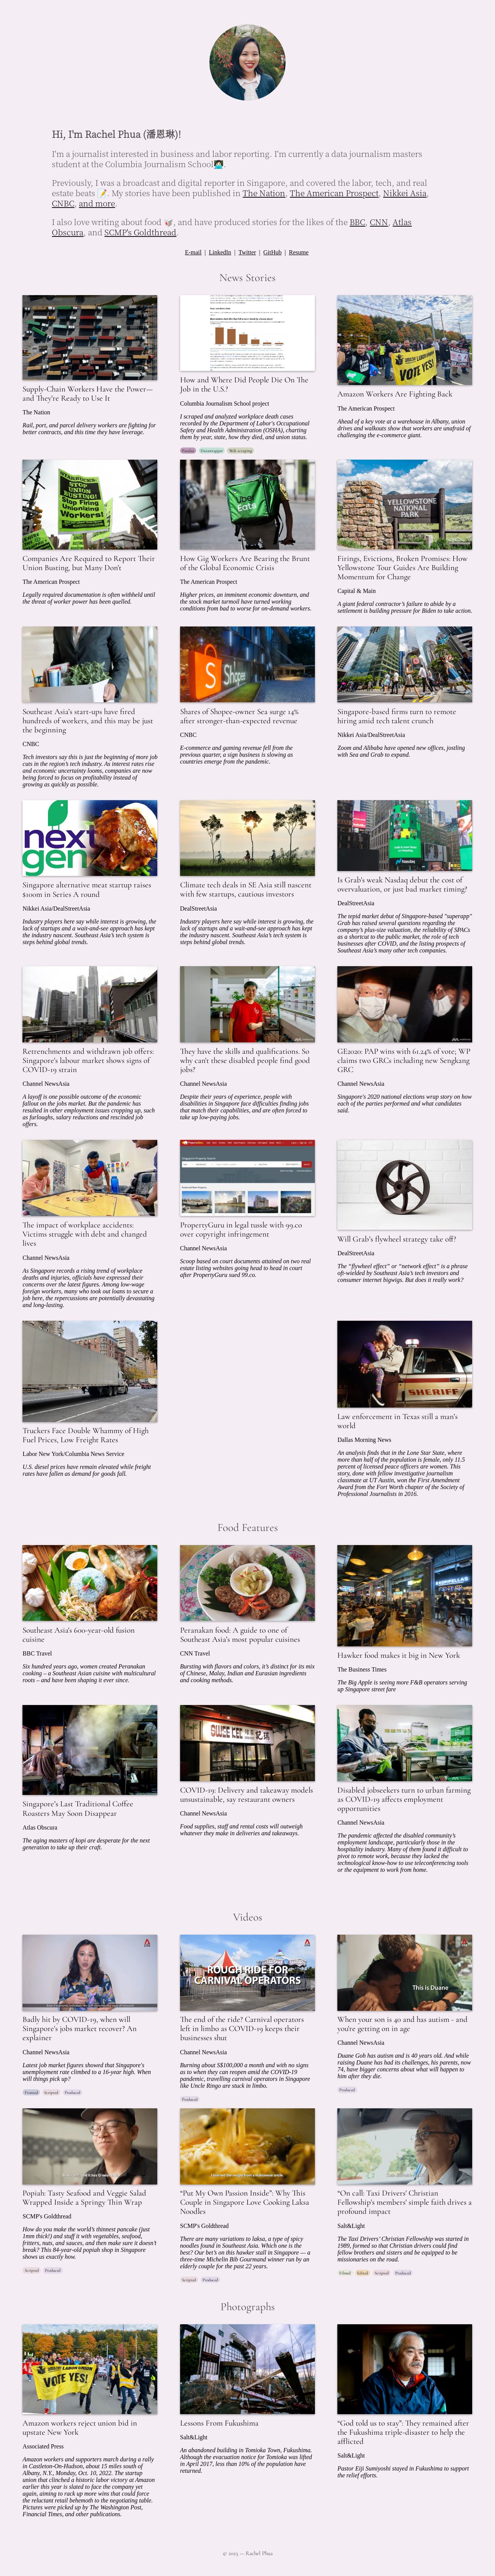 Hi, I'm Rachel Phua (潘恩琳)!
I'm a journalist interested in business and labor reporting. I'm currently a data journalism masters
student at the Columbia Journalism School👩🏻‍💻.
Previously, I was a broadcast and digital reporter in Singapore, and covered the labor, tech, and real
estate beats 📝. My stories have been published in The Nation, The American Prospect, Nikkei Asia,
CNBC, and more.
I also love writing about food 🥡, and have produced stories for the likes of the BBC, CNN, Atlas
Obscura, and SCMP's Goldthread.
E-mail | LinkedIn | Twitter | GitHub | Resume
News Stories
Supply-Chain Workers Have the Power—
and They're Ready to Use It
The Nation
Rail, port, and parcel delivery workers are fighting for
better contracts, and this time they have leverage.
How and Where Did People Die On The
Job in the U.S.?
Columbia Journalism School project
I scraped and analyzed workplace death cases
recorded by the Department of Labor's Occupational
Safety and Health Administration (OSHA), charting
them by year, state, how they died, and union status.
Pandas
Datawrapper
Web scraping
VOTE YES!
Amazon Workers Are Fighting Back
The American Prospect
Ahead of a key vote at a warehouse in Albany, union
drives and walkouts show that workers are unafraid of
challenging the e-commerce giant.
UNION
BUSTING!
Stop Firing
Unionizing
Workers!
Companies Are Required to Report Their
Union Busting, but Many Don't
The American Prospect
Legally required documentation is often withheld until
the threat of worker power has been quelled.
Uber
Eats
How Gig Workers Are Bearing the Brunt
of the Global Economic Crisis
The American Prospect
Higher prices, an imminent economic downturn, and
the stock market turmoil have turned working
conditions from bad to worse for on-demand workers.
YELLOWSTONE
NATIONAL
PARK
Firings, Evictions, Broken Promises: How
Yellowstone Tour Guides Are Building
Momentum for Change
Capital & Main
A giant federal contractor's failure to abide by a
settlement is building pressure for Biden to take action.
Southeast Asia's start-ups have fired
hundreds of workers, and this may be just
the beginning
CNBC
Tech investors say this is just the beginning of more job
cuts in the region's tech industry. As interest rates rise
and economic uncertainty looms, companies are now
being forced to focus on profitability instead of
growing as quickly as possible.
Shopee
Shares of Shopee-owner Sea surge 14%
after stronger-than-expected revenue
CNBC
E-commerce and gaming revenue fell from the
previous quarter, a sign business is slowing as
countries emerge from the pandemic.
Singapore-based firms turn to remote
hiring amid tech talent crunch
Nikkei Asia/DealStreetAsia
Zoom and Alibaba have opened new offices, jostling
with Sea and Grab to expand.
next
gen
Singapore alternative meat startup raises
$100m in Series A round
Nikkei Asia/DealStreetAsia
Industry players here say while interest is growing, the
lack of startups and a wait-and-see approach has kept
the industry nascent. Southeast Asia's tech system is
steps behind global trends.
Climate tech deals in SE Asia still nascent
with few startups, cautious investors
DealStreetAsia
Industry players here say while interest is growing, the
lack of startups and a wait-and-see approach has kept
the industry nascent. Southeast Asia's tech system is
steps behind global trends.
Nasdaq
Is Grab's weak Nasdaq debut the cost of
overvaluation, or just bad market timing?
DealStreetAsia
The tepid market debut of Singapore-based "superapp"
Grab has raised several questions regarding the
company's plus-size valuation, the reliability of SPACs
as a shortcut to the public market, the role of tech
businesses after COVID, and the listing prospects of
Southeast Asia's many other tech companies.
Retrenchments and withdrawn job offers:
Singapore's labour market shows signs of
COVID-19 strain
Channel NewsAsia
A layoff is one possible outcome of the economic
fallout on the jobs market. But the pandemic has
resulted in other employment issues cropping up, such
as furloughs, salary reductions and rescinded job
offers.
They have the skills and qualifications. So
why can't these disabled people find good
jobs?
Channel NewsAsia
Despite their years of experience, people with
disabilities in Singapore face difficulties finding jobs
that match their capabilities, and are often forced to
take up low-paying jobs.
GE2020: PAP wins with 61.24% of vote; WP
claims two GRCs including new Sengkang
GRC
Channel NewsAsia
Singapore's 2020 national elections wrap story on how
each of the parties performed and what candidates
said.
The impact of workplace accidents:
Victims struggle with debt and changed
lives
Channel NewsAsia
As Singapore records a rising trend of workplace
deaths and injuries, officials have expressed their
concerns over the latest figures. Among low-wage
foreign workers, many who took out loans to secure a
job here, the repercussions are potentially devastating
and long-lasting.
PropertyGuru in legal tussle with 99.co
over copyright infringement
Channel NewsAsia
Scoop based on court documents attained on two real
estate listing websites going head to head in court
after PropertyGuru sued 99.co.
Will Grab's flywheel strategy take off?
DealStreetAsia
The "flywheel effect" or "network effect" is a phrase
oft-wielded by Southeast Asia's tech investors and
consumer internet bigwigs. But does it really work?
Truckers Face Double Whammy of High
Fuel Prices, Low Freight Rates
Labor New York/Columbia News Service
U.S. diesel prices have remain elevated while freight
rates have fallen as demand for goods fall.
SHERIFF
Law enforcement in Texas still a man's
world
Dallas Morning News
An analysis finds that in the Lone Star State, where
more than half of the population is female, only 11.5
percent of licensed peace officers are women. This
story, done with fellow investigative journalism
classmate at UT Austin, won the First Amendment
Award from the Fort Worth chapter of the Society of
Professional Journalists in 2016.
Food Features
Southeast Asia's 600-year-old fusion
cuisine
BBC Travel
Six hundred years ago, women created Peranakan
cooking – a Southeast Asian cuisine with multicultural
roots – and have been shaping it ever since.
Peranakan food: A guide to one of
Southeast Asia's most popular cuisines
CNN Travel
Bursting with flavors and colors, it's distinct for its mix
of Chinese, Malay, Indian and Eurasian ingredients
and cooking methods.
Hawker food makes it big in New York
The Business Times
The Big Apple is seeing more F&B operators serving
up Singapore street fare
Singapore's Last Traditional Coffee
Roasters May Soon Disappear
Atlas Obscura
The aging masters of kopi are desperate for the next
generation to take up their craft.
SWEE KEE
COVID-19: Delivery and takeaway models
unsustainable, say restaurant owners
Channel NewsAsia
Food supplies, staff and rental costs will outweigh
whatever they make in deliveries and takeaways.
Disabled jobseekers turn to urban farming
as COVID-19 affects employment
opportunities
Channel NewsAsia
The pandemic affected the disabled community's
employment landscape, particularly those in the
hospitality industry. Many of them found it difficult to
pivot to remote work, because they lacked the
technological know-how to use teleconferencing tools
or the equipment to work from home.
Videos
Badly hit by COVID-19, when will
Singapore's jobs market recover? An
explainer
Channel NewsAsia
Latest job market figures showed that Singapore's
unemployment rate climbed to a 16-year high. When
will things pick up?
Fronted
Scripted
Produced
ROUGH RIDE FOR
CARNIVAL OPERATORS
The end of the ride? Carnival operators
left in limbo as COVID-19 keeps their
businesses shut
Channel NewsAsia
Burning about S$100,000 a month and with no signs
as to when they can reopen amid the COVID-19
pandemic, travelling carnival operators in Singapore
like Uncle Ringo are stuck in limbo.
Produced
This is Duane
When your son is 40 and has autism - and
you're getting on in age
Channel NewsAsia
Duane Goh has autism and is 40 years old. And while
raising Duane has had its challenges, his parents, now
74, have bigger concerns about what will happen to
him after they die.
Produced
Popiah: Tasty Seafood and Veggie Salad
Wrapped Inside a Springy Thin Wrap
SCMP's Goldthread
How do you make the world's thinnest pancake (just
1mm thick!) and stuff it with vegetables, seafood,
fritters, nuts, and sauces, and then make sure it doesn't
break? This 84-year-old popiah shop in Singapore
shows us exactly how.
Scripted
Produced
"Put My Own Passion Inside": Why This
Couple in Singapore Love Cooking Laksa
Noodles
SCMP's Goldthread
There are many variations to laksa, a type of spicy
noodles found in Southeast Asia. Which one is the
best? Our bet's on this hawker stall in Singapore — a
three-time Michelin Bib Gourmand winner run by an
elderly couple for the past 22 years.
Scripted
Produced
"On call: Taxi Drivers' Christian
Fellowship's members' simple faith drives a
profound impact
Salt&Light
The Taxi Drivers' Christian Fellowship was started in
1989, formed so that Christian drivers could find
fellow brothers and sisters and be equipped to be
missionaries on the road.
Filmed
Edited
Scripted
Produced
Photographs
VOTE YES!
Amazon workers reject union bid in
upstate New York
Associated Press
Amazon workers and supporters march during a rally
in Castleton-On-Hudson, about 15 miles south of
Albany, N.Y., Monday, Oct. 10, 2022. The startup
union that clinched a historic labor victory at Amazon
earlier this year is slated to face the company yet
again, aiming to rack up more wins that could force
the reluctant retail behemoth to the negotiating table.
Pictures were picked up by The Washington Post,
Financial Times, and other publications.
Lessons From Fukushima
Salt&Light
An abandoned building in Tomioka Town, Fukushima.
Although the evacuation notice for Tomioka was lifted
in April 2017, less than 10% of the population have
returned.
"God told us to stay": They remained after
the Fukushima triple-disaster to help the
afflicted
Salt&Light
Pastor Eiji Sumiyoshi stayed in Fukushima to support
the relief efforts.
© 2023 — Rachel Phua